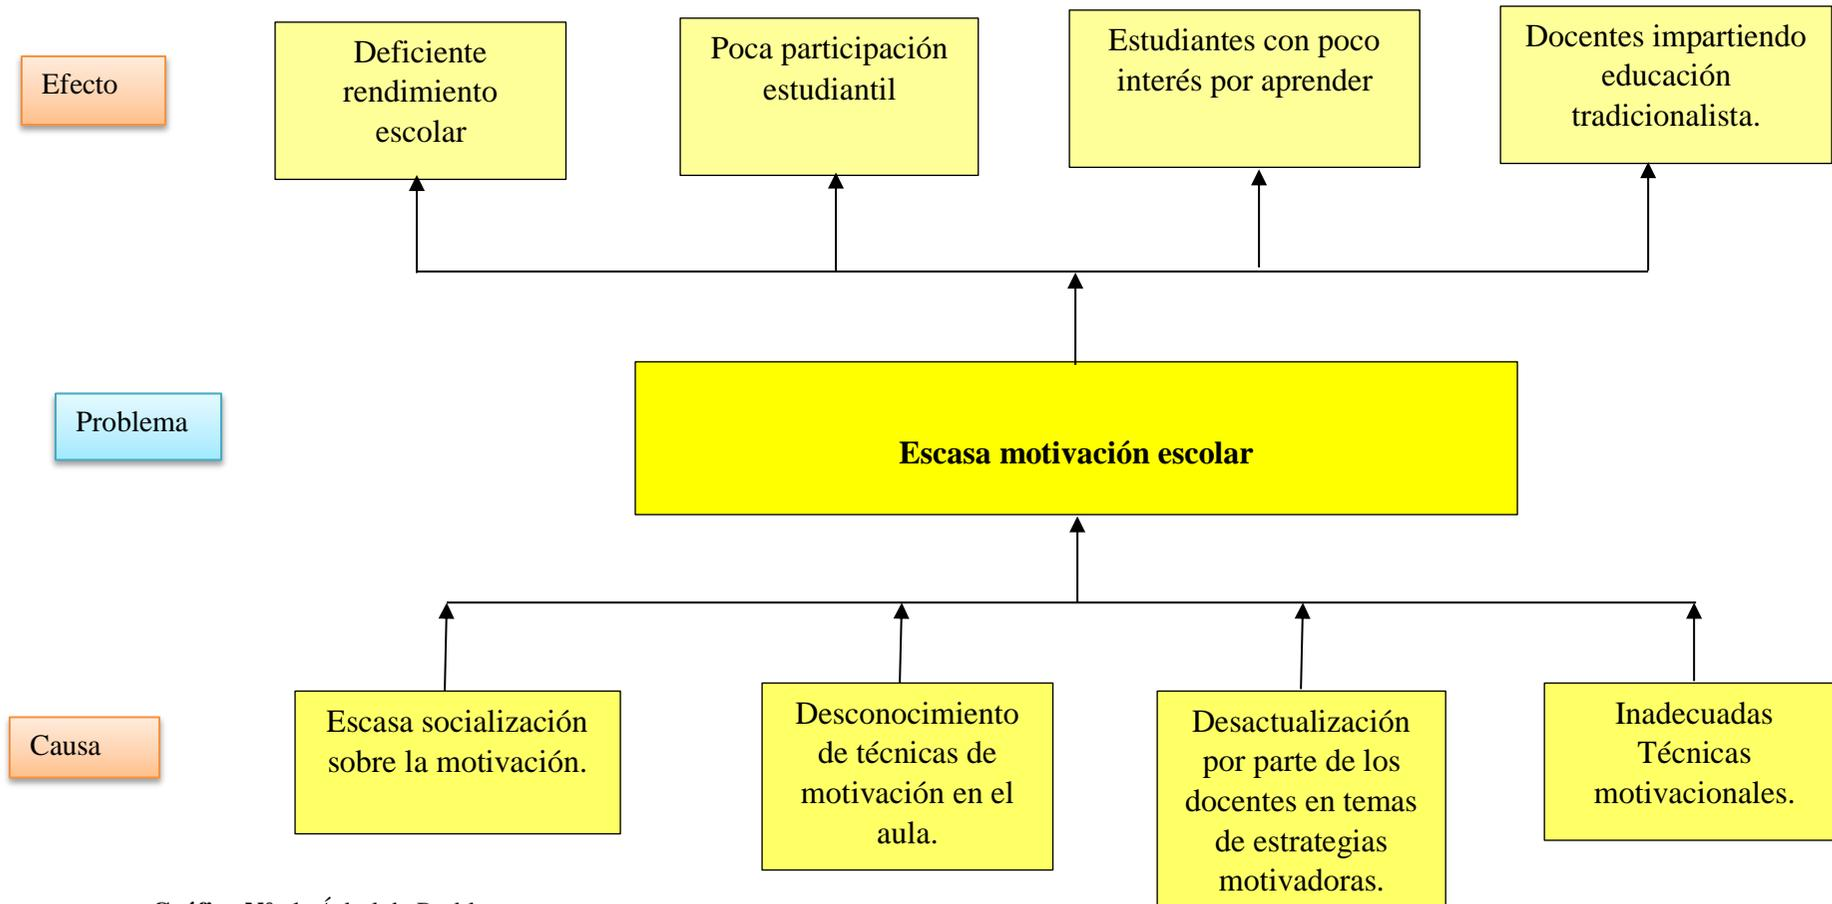 Efecto
Deficiente
rendimiento
escolar
Poca participación
estudiantil
Estudiantes con poco
interés por aprender
Docentes impartiendo
educación
tradicionalista.
Problema
Escasa motivación escolar
Causa
Escasa socialización
sobre la motivación.
Desconocimiento
de técnicas de
motivación en el
aula.
Desactualización
por parte de los
docentes en temas
de estrategias
motivadoras.
Inadecuadas
Técnicas
motivacionales.